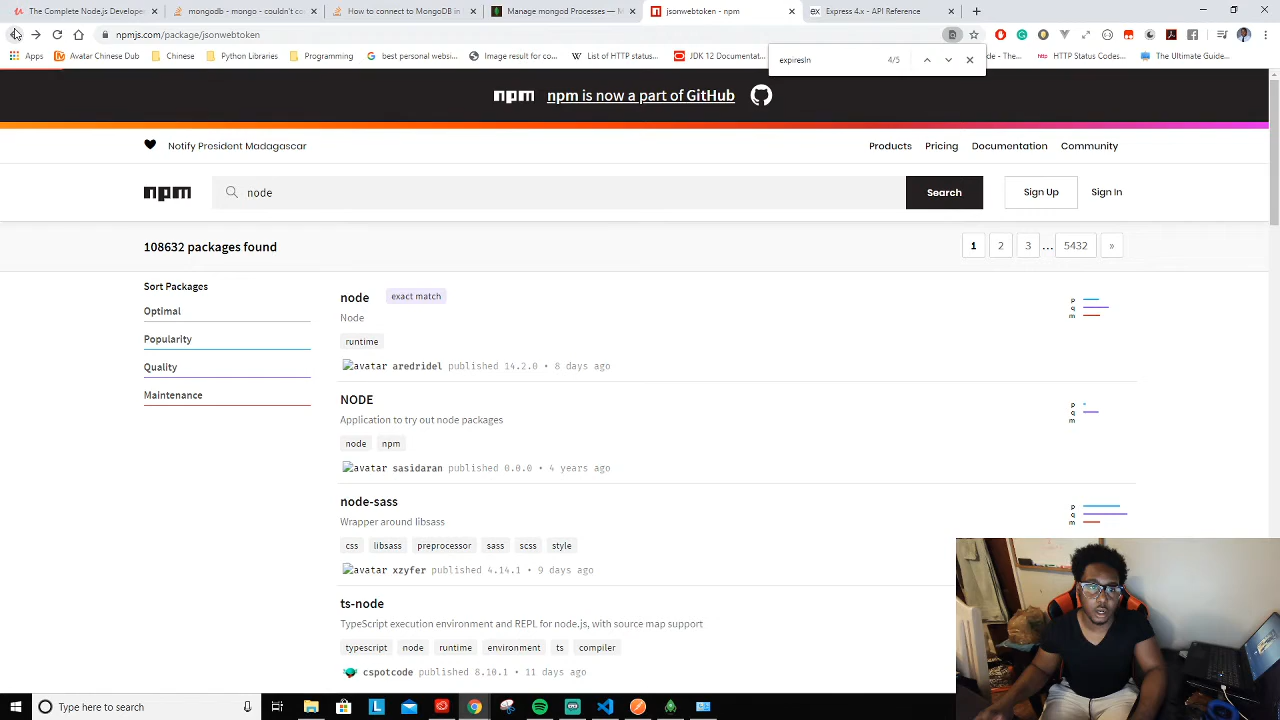 The Complete Node.js Developer
mongodb - mongo - couldn't co
How to connect to MongoDB in
Manage mongod Processes — M
jsonwebtoken - npm
Express 4.x - API Reference
npmjs.com/package/jsonwebtoken
Apps
Avatar Chinese Dub
Chinese
Python Libraries
Programming
best personal websi...
Image result for co...
List of HTTP status...
JDK 12 Documentat...
de - The...
HTTP Status Codes...
The Ultimate Guide...
expiresIn
4/5
npm
npm is now a part of GitHub
Notify President Madagascar
Products
Pricing
Documentation
Community
npm
node
Search
Sign Up
Sign In
108632 packages found
1
2
3
...
5432
»
Sort Packages
Optimal
Popularity
Quality
Maintenance
node
exact match
Node
runtime
avatar aredridel published 14.2.0 • 8 days ago
p
q
m
NODE
Application to try out node packages
node
npm
avatar sasidaran published 0.0.0 • 4 years ago
p
q
m
node-sass
Wrapper around libsass
css
libsass
preprocessor
sass
scss
style
avatar xzyfer published 4.14.1 • 9 days ago
p
q
m
ts-node
TypeScript execution environment and REPL for node.js, with source map support
typescript
node
runtime
environment
ts
compiler
cspotcode published 8.10.1 • 11 days ago
Type here to search